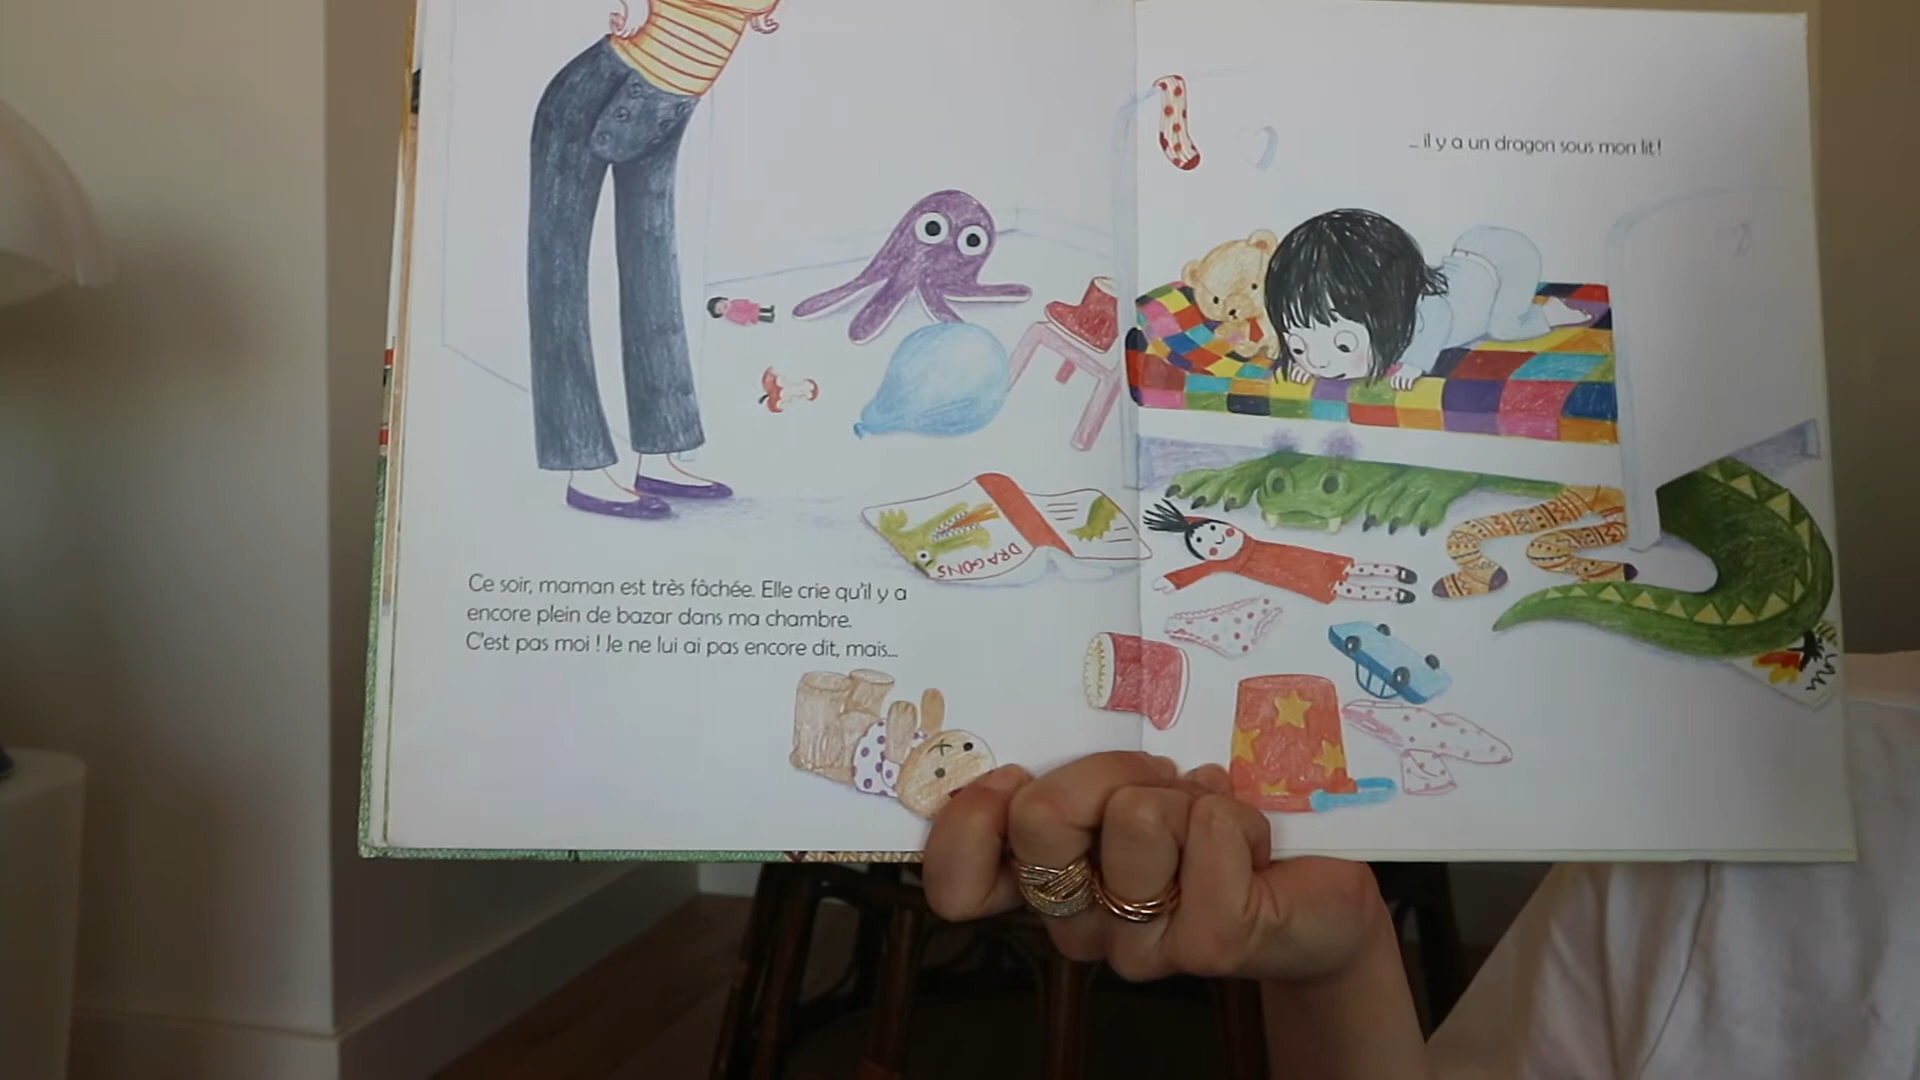 Ce soir, maman est très fâchée. Elle crie qu'il y a
encore plein de bazar dans ma chambre.
C'est pas moi ! Je ne lui ai pas encore dit, mais...
DRAGONS
... il y a un dragon sous mon lit !